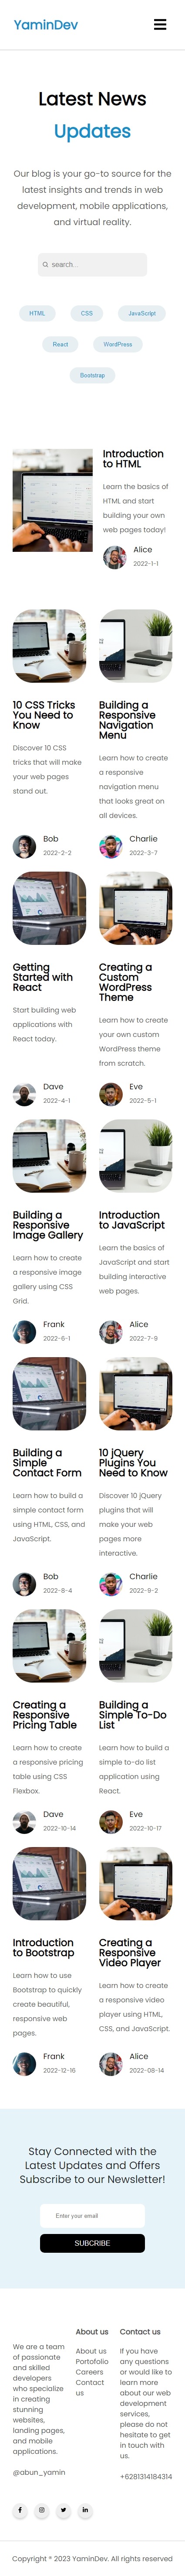 YaminDev
Latest News
Updates
Our blog is your go-to source for the
latest insights and trends in web
development, mobile applications,
and virtual reality.
search...
HTML
CSS
JavaScript
React
WordPress
Bootstrap
Introduction
to HTML
Learn the basics of
HTML and start
building your own
web pages today!
Alice
2022-1-1
10 CSS Tricks
You Need to
Know
Discover 10 CSS
tricks that will make
your web pages
stand out.
Bob
2022-2-2
Building a
Responsive
Navigation
Menu
Learn how to create
a responsive
navigation menu
that looks great on
all devices.
Charlie
2022-3-7
Getting
Started with
React
Start building web
applications with
React today.
Dave
2022-4-1
Creating a
Custom
WordPress
Theme
Learn how to create
your own custom
WordPress theme
from scratch.
Eve
2022-5-1
Building a
Responsive
Image Gallery
Learn how to create
a responsive image
gallery using CSS
Grid.
Frank
2022-6-1
Introduction
to JavaScript
Learn the basics of
JavaScript and start
building interactive
web pages.
Alice
2022-7-9
Building a
Simple
Contact Form
Learn how to build a
simple contact form
using HTML, CSS, and
JavaScript.
Bob
2022-8-4
10 jQuery
Plugins You
Need to Know
Discover 10 jQuery
plugins that will
make your web
pages more
interactive.
Charlie
2022-9-2
Creating a
Responsive
Pricing Table
Learn how to create
a responsive pricing
table using CSS
Flexbox.
Dave
2022-10-14
Building a
Simple To-Do
List
Learn how to build a
simple to-do list
application using
React.
Eve
2022-10-17
Introduction
to Bootstrap
Learn how to use
Bootstrap to quickly
create beautiful,
responsive web
pages.
Frank
2022-12-16
Creating a
Responsive
Video Player
Learn how to create
a responsive video
player using HTML,
CSS, and JavaScript.
Alice
2022-08-14
Stay Connected with the
Latest Updates and Offers
Subscribe to our Newsletter!
Enter your email
SUBCRIBE
We are a team
of passionate
and skilled
develoepers
who specialize
in creating
stunning
websites,
landing pages,
and mobile
applications.
@abun_yamin
About us
About us
Portofolio
Careers
Contact
us
Contact us
If you have
any questions
or would like to
learn more
about our web
development
services,
please do not
hesitate to get
in touch with
us.
+6281314184314
Copyright ° 2023 YaminDev. All rights reserved